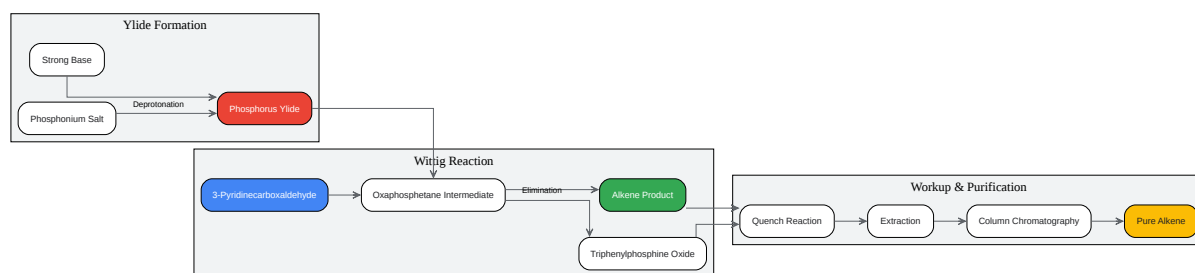 Ylide Formation
Strong Base
Deprotonation
Phosphorus Ylide
Phosphonium Salt
Wittig Reaction
3-Pyridinecarboxaldehyde
Oxaphosphetane Intermediate
Elimination
Alkene Product
Triphenylphosphine Oxide
Workup & Purification
Quench Reaction
Extraction
Column Chromatography
Pure Alkene